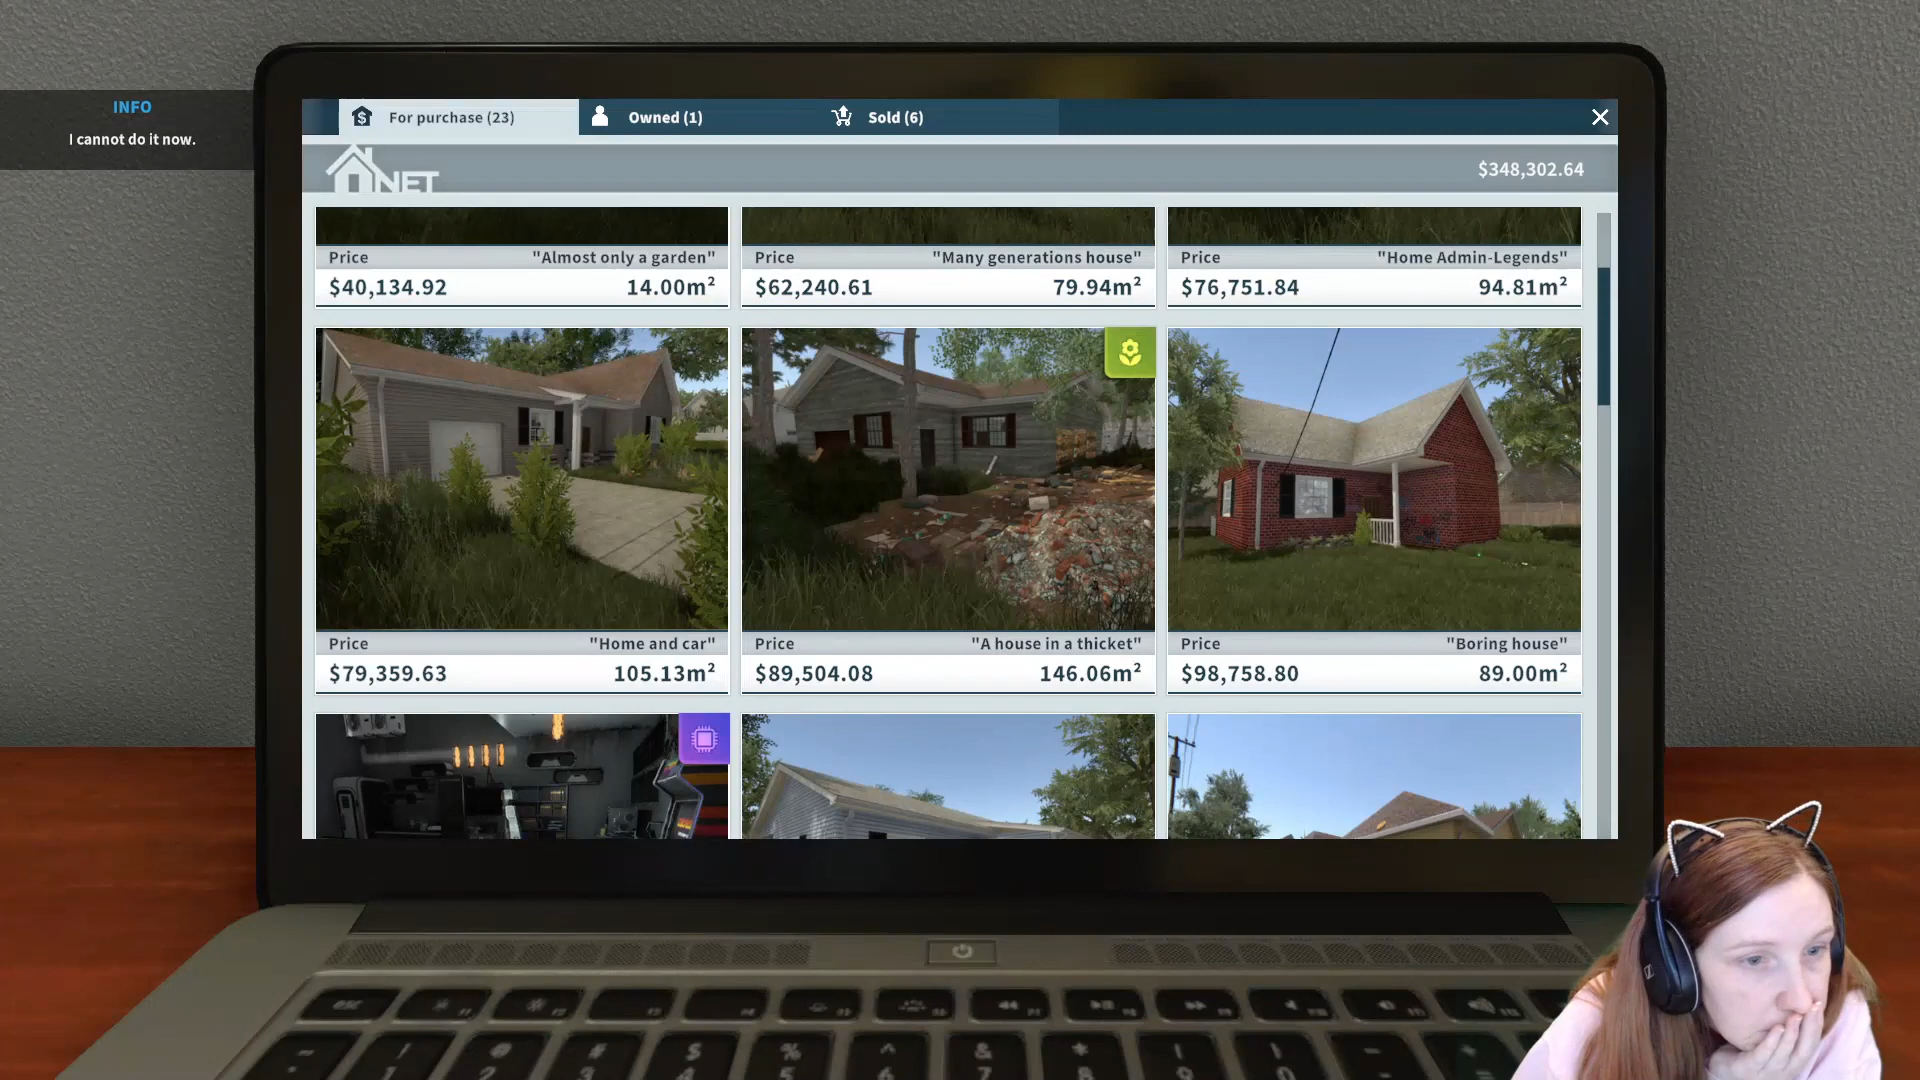 INFO
I cannot do it now.
For purchase (23)
Owned (1)
Sold (6)
NET
$348,302.64
Price "Almost only a garden"
$40,134.92 14.00m²
Price "Many generations house"
$62,240.61 79.94m²
Price "Home Admin-Legends"
$76,751.84 94.81m²
Price "Home and car"
$79,359.63 105.13m²
Price "A house in a thicket"
$89,504.08 146.06m²
Price "Boring house"
$98,758.80 89.00m²
esc